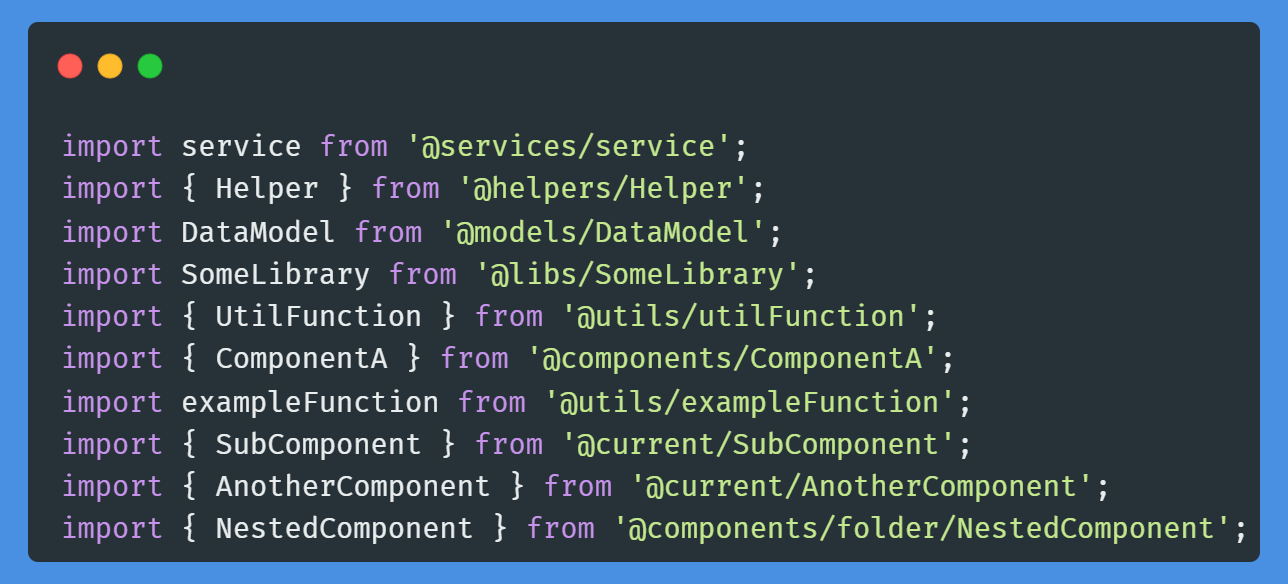 import service from '@services/service';
import { Helper } from '@helpers/Helper';
import DataModel from '@models/DataModel';
import SomeLibrary from '@libs/SomeLibrary';
import { UtilFunction } from '@utils/utilFunction';
import { ComponentA } from '@components/ComponentA';
import exampleFunction from '@utils/exampleFunction';
import { SubComponent } from '@current/SubComponent';
import { AnotherComponent } from '@current/AnotherComponent';
import { NestedComponent } from '@components/folder/NestedComponent';